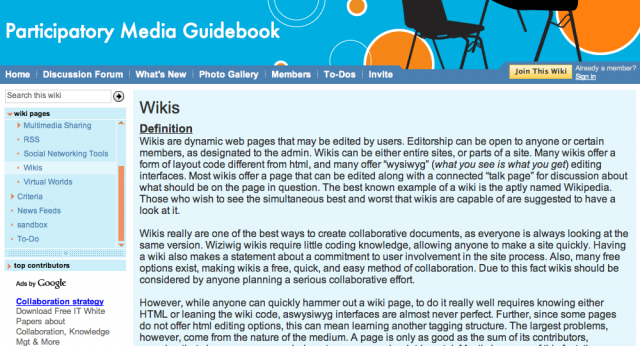 Participatory Media Guidebook
Home Discussion Forum What's New Photo Gallery Members To-Dos Invite
Join This Wiki
Already a member?
Sign in
Search this wiki
wiki pages
Multimedia Sharing
RSS
Social Networking Tools
Wikis
Virtual Worlds
Criteria
News Feeds
sandbox
To-Do
top contributors
Ads by Google
Collaboration strategy
Download Free IT White
Papers about
Collaboration, Knowledge
Mgt & More
Wikis
Definition
Wikis are dynamic web pages that may be edited by users. Editorship can be open to anyone or certain
members, as designated to the admin. Wikis can be either entire sites, or parts of a site. Many wikis offer a
form of layout code different from html, and many offer "wysiwyg" (what you see is what you get) editing
interfaces. Most wikis offer a page that can be edited along with a connected "talk page" for discussion about
what should be on the page in question. The best known example of a wiki is the aptly named Wikipedia.
Those who wish to see the simultaneous best and worst that wikis are capable of are suggested to have a
look at it.
Wikis really are one of the best ways to create collaborative documents, as everyone is always looking at the
same version. Wiziwig wikis require little coding knowledge, allowing anyone to make a site quickly. Having
a wiki also makes a statement about a commitment to user involvement in the site process. Also, many free
options exist, making wikis a free, quick, and easy method of collaboration. Due to this fact wikis should be
considered by anyone planning a serious collaborative effort.
However, while anyone can quickly hammer out a wiki page, to do it really well requires knowing either
HTML or leaning the wiki code, aswysiwyg interfaces are almost never perfect. Further, since some pages
do not offer html editing options, this can mean learning another tagging structure. The largest problems,
however, come from the nature of the medium. A page is only as good as the sum of its contributors,